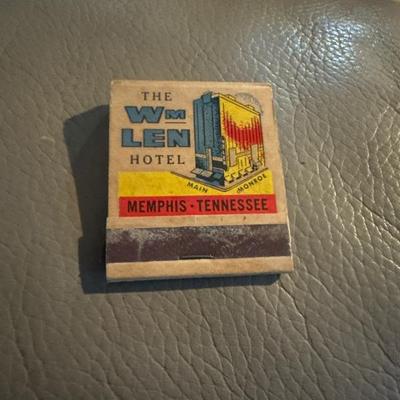 THE
WM
LEN
HOTEL
MAIN MONROE
MEMPHIS · TENNESSEE